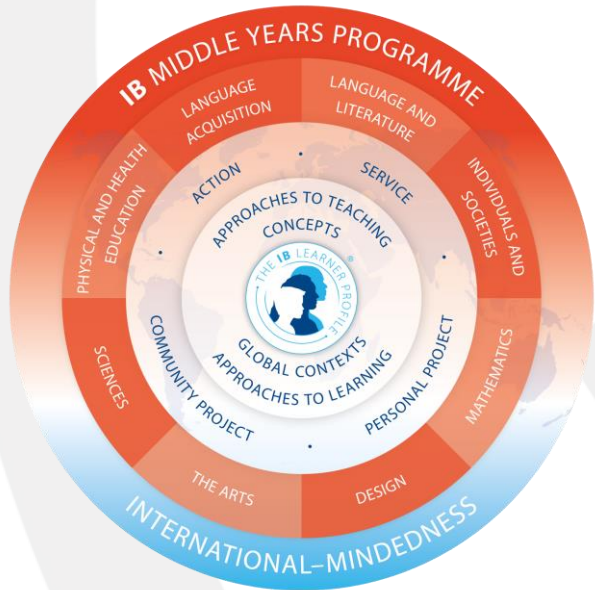 IB MIDDLE YEARS PROGRAMME
LANGUAGE
ACQUISITION
LANGUAGE AND
LITERATURE
PHYSICAL AND HEALTH
EDUCATION
INDIVIDUALS AND
SOCIETIES
ACTION
SERVICE
APPROACHES TO TEACHING
CONCEPTS
THE IB LEARNER PROFILE
®
GLOBAL CONTEXTS
APPROACHES TO LEARNING
COMMUNITY PROJECT
PERSONAL PROJECT
SCIENCES
MATHEMATICS
THE ARTS
DESIGN
INTERNATIONAL–MINDEDNESS